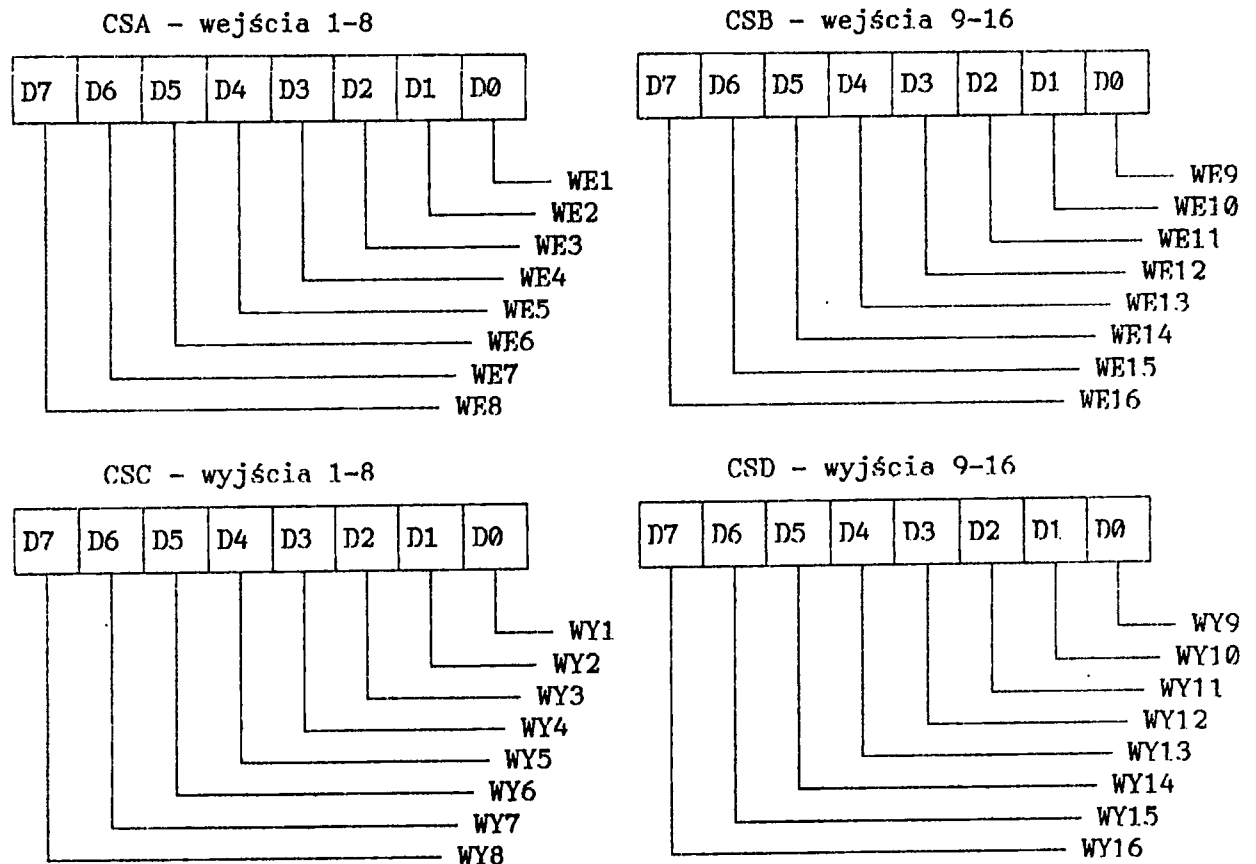 CSA - wejścia 1-8
D7 D6 D5 D4 D3 D2 D1 D0
WE1
WE2
WE3
WE4
WE5
WE6
WE7
WE8
CSB - wejścia 9-16
D7 D6 D5 D4 D3 D2 D1 D0
WE9
WE10
WE11
WE12
WE13
WE14
WE15
WE16
CSC - wyjścia 1-8
D7 D6 D5 D4 D3 D2 D1 D0
WY1
WY2
WY3
WY4
WY5
WY6
WY7
WY8
CSD - wyjścia 9-16
D7 D6 D5 D4 D3 D2 D1 D0
WY9
WY10
WY11
WY12
WY13
WY14
WY15
WY16